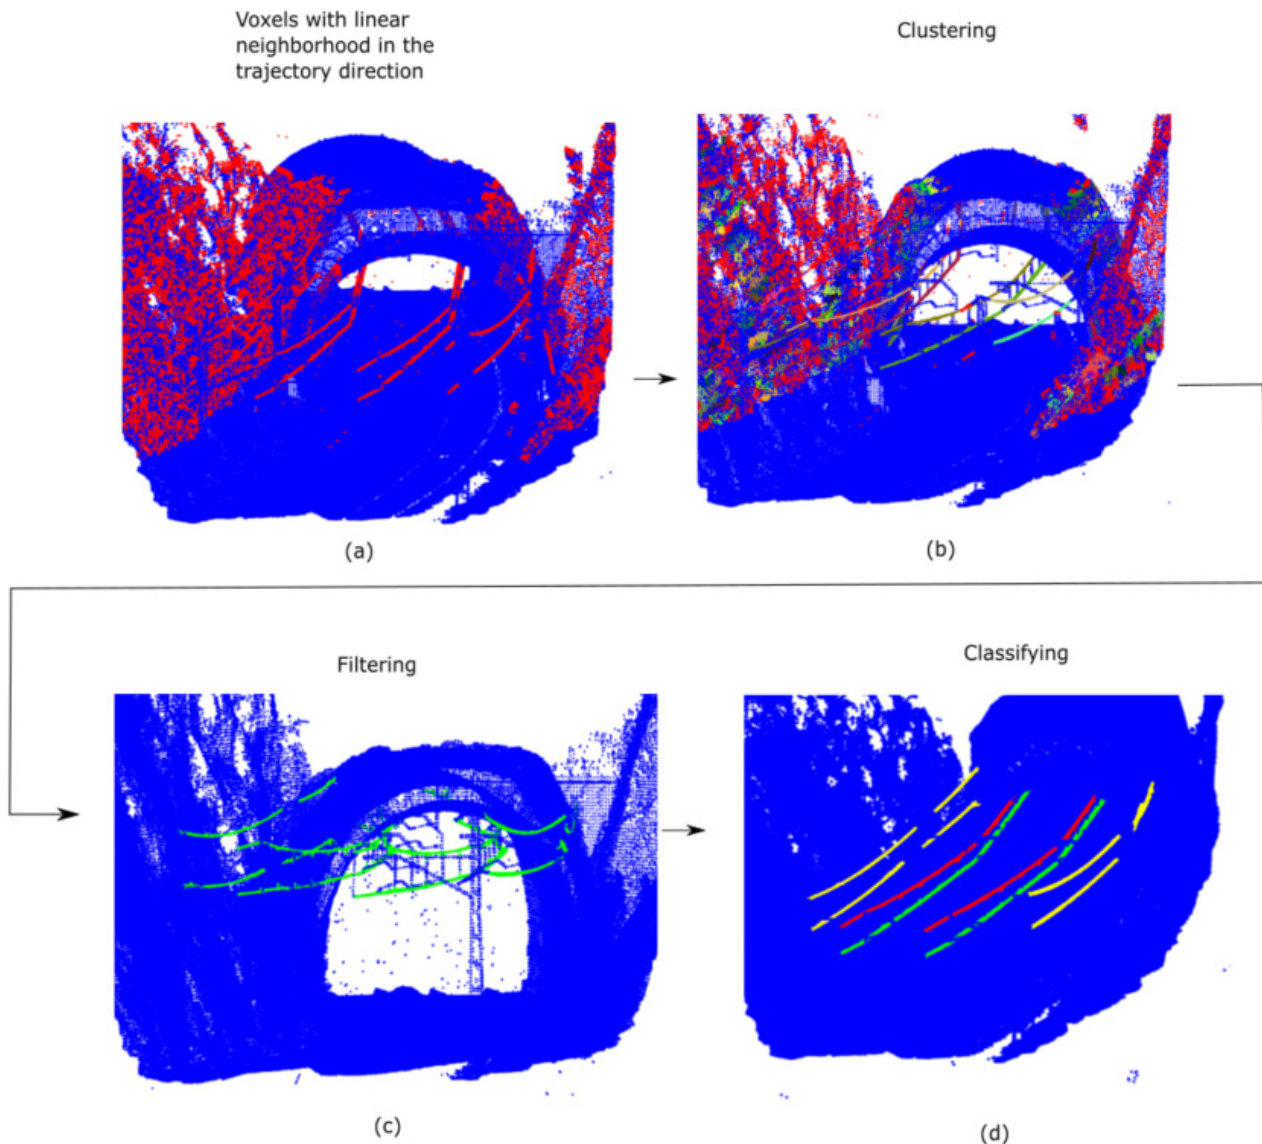 Voxels with linear
neighborhood in the
trajectory direction
Clustering
(a)
(b)
Filtering
Classifying
(c)
(d)